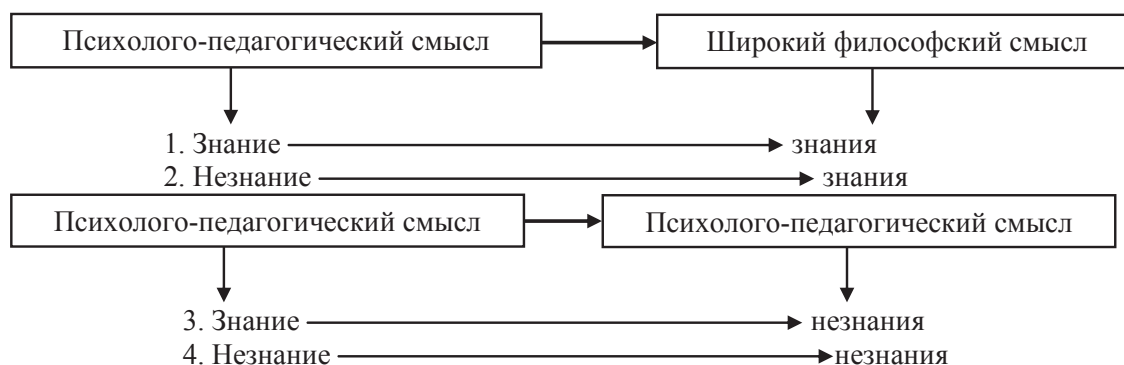 Психолого-педагогический смысл Широкий философский смысл
1. Знание знания
2. Незнание знания
Психолого-педагогический смысл Психолого-педагогический смысл
3. Знание незнания
4. Незнание незнания